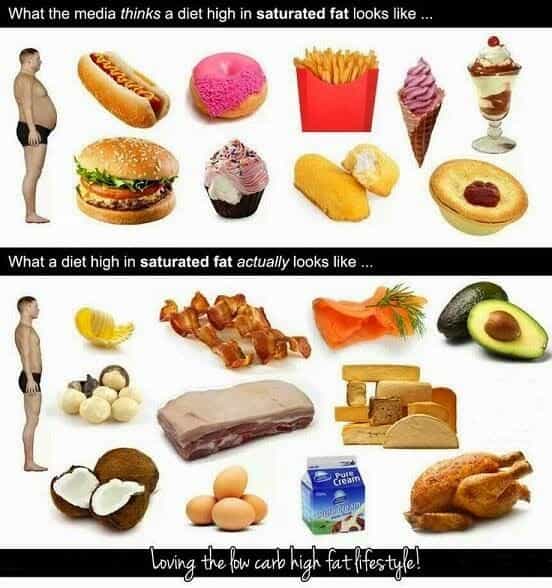 What the media thinks a diet high in saturated fat looks like ...
What a diet high in saturated fat actually looks like ...
Pure
Cream
Loving the low carb high fat lifestyle!